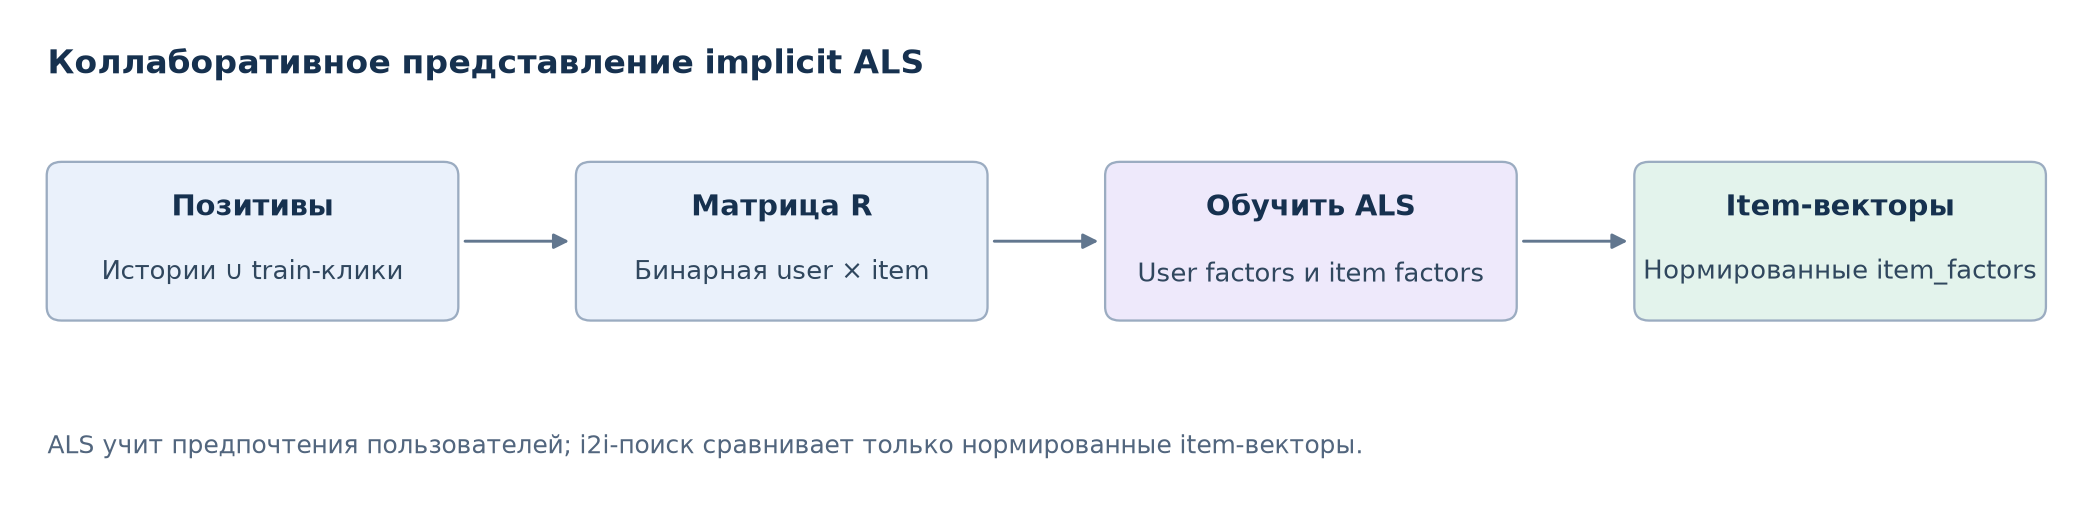 Коллаборативное представление implicit ALS
Позитивы
Истории ∪ train-клики
Матрица R
Бинарная user × item
Обучить ALS
User factors и item factors
Item-векторы
Нормированные item_factors
ALS учит предпочтения пользователей; i2i-поиск сравнивает только нормированные item-векторы.